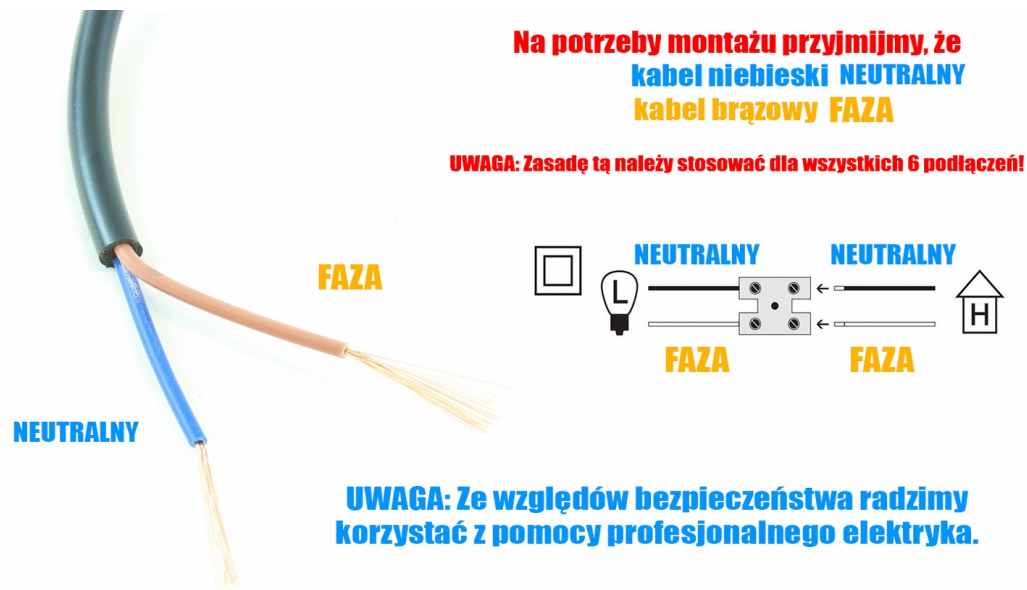 Na potrzeby montażu przyjmijmy, że
kabel niebieski NEUTRALNY
kabel brązowy FAZA
UWAGA: Zasadę tą należy stosować dla wszystkich 6 podłączeń!
FAZA
NEUTRALNY
NEUTRALNY NEUTRALNY
L
H
FAZA FAZA
UWAGA: Ze względów bezpieczeństwa radzimy
korzystać z pomocy profesjonalnego elektryka.